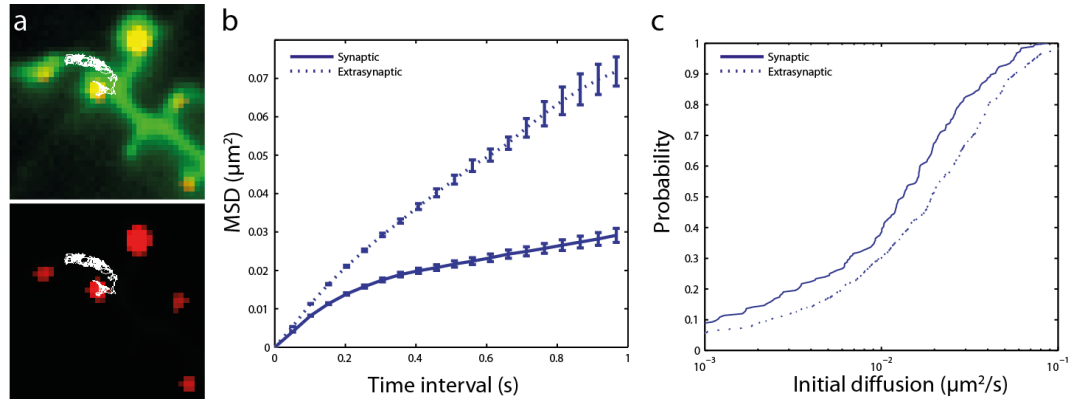 a
b
Synaptic
Extrasynaptic
MSD (μm²)
0.07
0.06
0.05
0.04
0.03
0.02
0.01
0
0 0.2 0.4 0.6 0.8 1
Time interval (s)
c
Synaptic
Extrasynaptic
Probability
1
0.9
0.8
0.7
0.6
0.5
0.4
0.3
0.2
0.1
0
10⁻³ 10⁻² 10⁻¹
Initial diffusion (μm²/s)